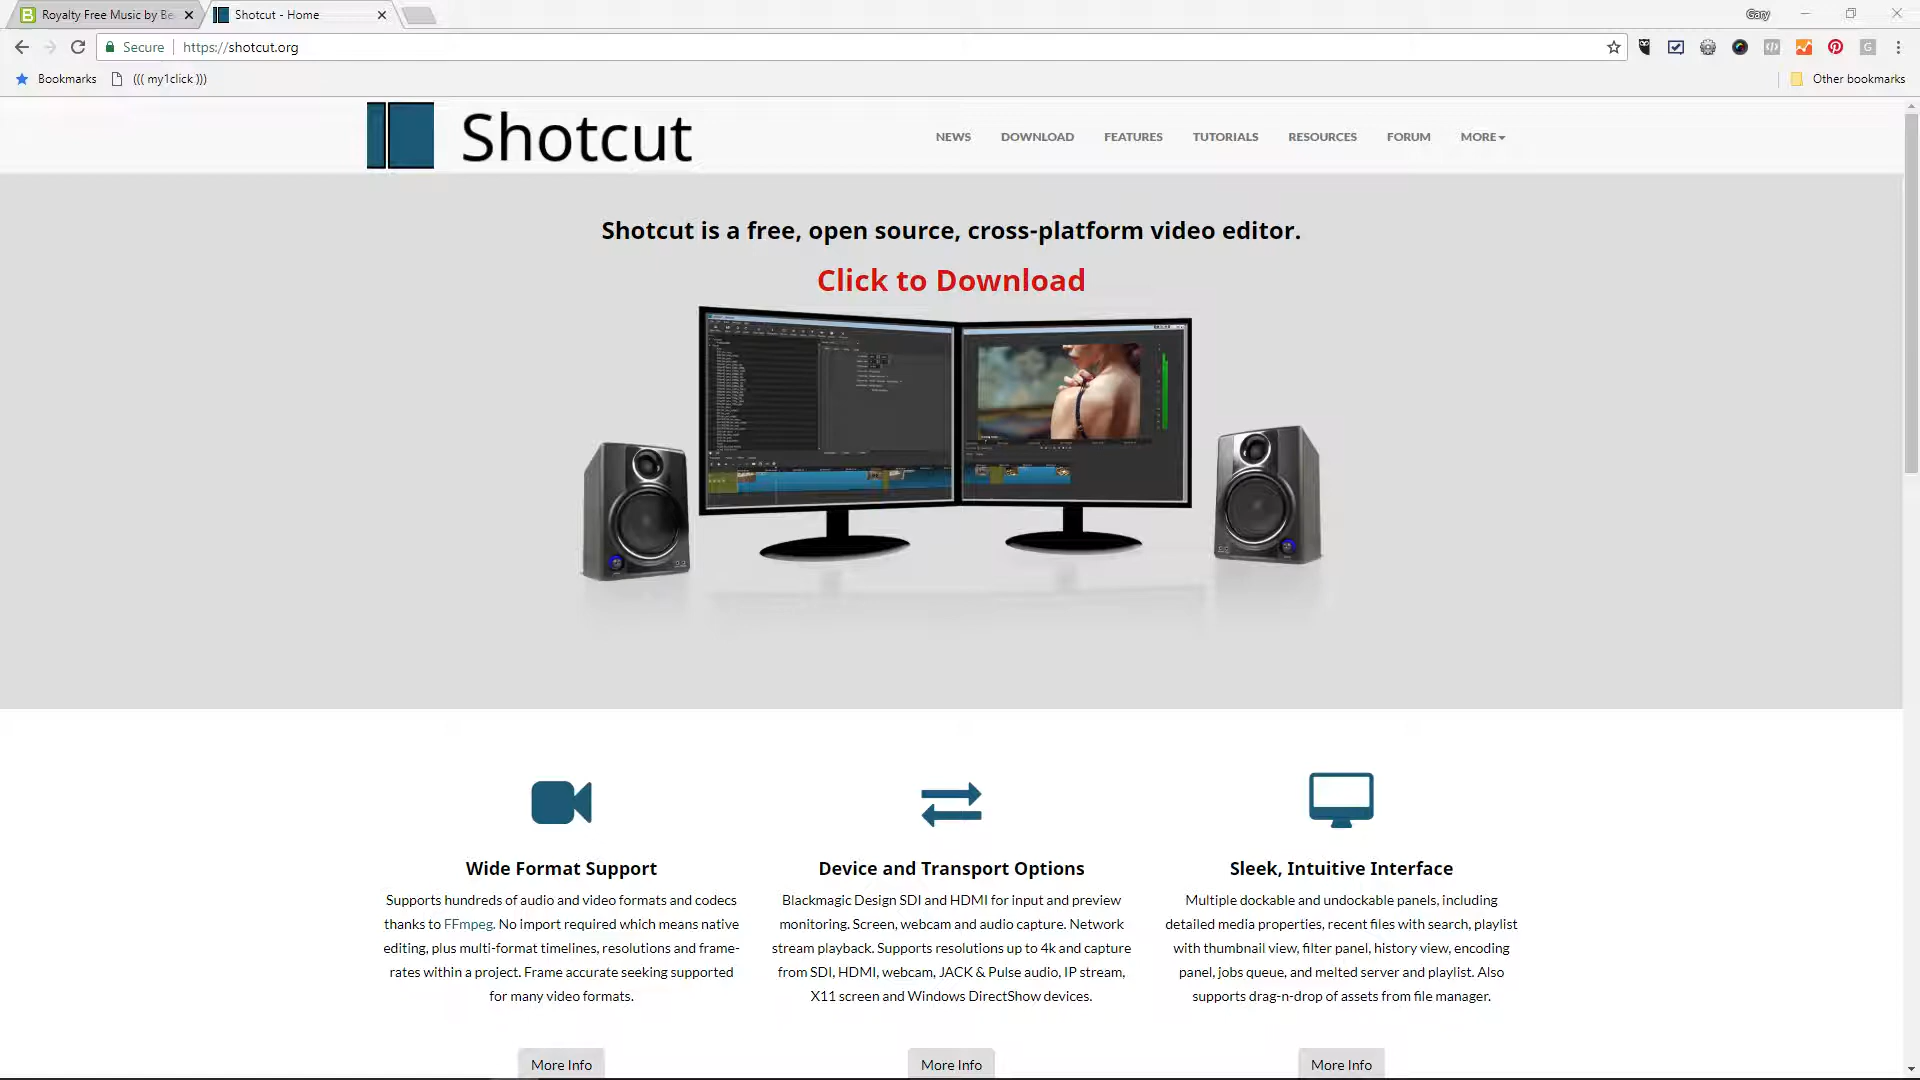 Royalty Free Music by Be
Shotcut - Home
Gary
Secure
https://shotcut.org
Bookmarks
((( my1click )))
Other bookmarks
Shotcut
NEWS
DOWNLOAD
FEATURES
TUTORIALS
RESOURCES
FORUM
MORE
Shotcut is a free, open source, cross-platform video editor.
Click to Download
Wide Format Support
Supports hundreds of audio and video formats and codecs
thanks to FFmpeg. No import required which means native
editing, plus multi-format timelines, resolutions and frame-
rates within a project. Frame accurate seeking supported
for many video formats.
More Info
Device and Transport Options
Blackmagic Design SDI and HDMI for input and preview
monitoring. Screen, webcam and audio capture. Network
stream playback. Supports resolutions up to 4k and capture
from SDI, HDMI, webcam, JACK & Pulse audio, IP stream,
X11 screen and Windows DirectShow devices.
More Info
Sleek, Intuitive Interface
Multiple dockable and undockable panels, including
detailed media properties, recent files with search, playlist
with thumbnail view, filter panel, history view, encoding
panel, jobs queue, and melted server and playlist. Also
supports drag-n-drop of assets from file manager.
More Info